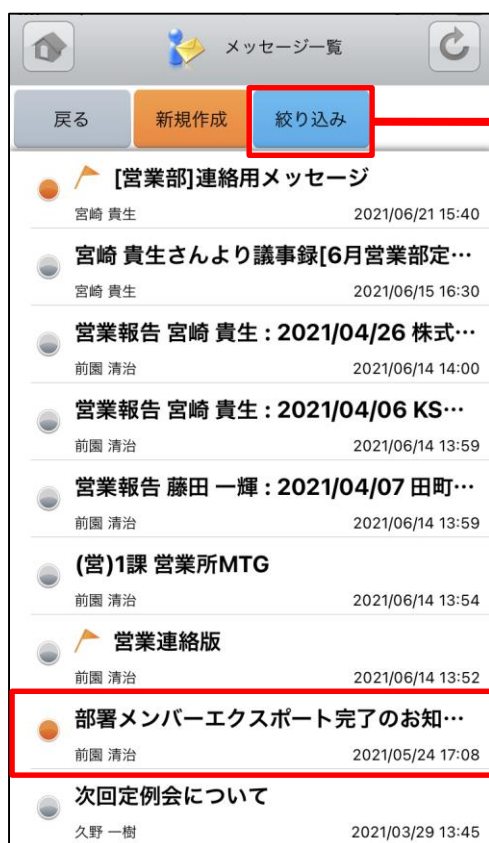 メッセージ一覧
戻る 新規作成 絞り込み
[営業部]連絡用メッセージ
宮崎 貴生 2021/06/21 15:40
宮崎 貴生さんより議事録[6月営業部定…
宮崎 貴生 2021/06/15 16:30
営業報告 宮崎 貴生 : 2021/04/26 株式…
前園 清治 2021/06/14 14:00
営業報告 宮崎 貴生 : 2021/04/06 KS…
前園 清治 2021/06/14 13:59
営業報告 藤田 一輝 : 2021/04/07 田町…
前園 清治 2021/06/14 13:59
(営)1課 営業所MTG
前園 清治 2021/06/14 13:54
営業連絡版
前園 清治 2021/06/14 13:52
部署メンバーエクスポート完了のお知…
前園 清治 2021/05/24 17:08
次回定例会について
久野 一樹 2021/03/29 13:45